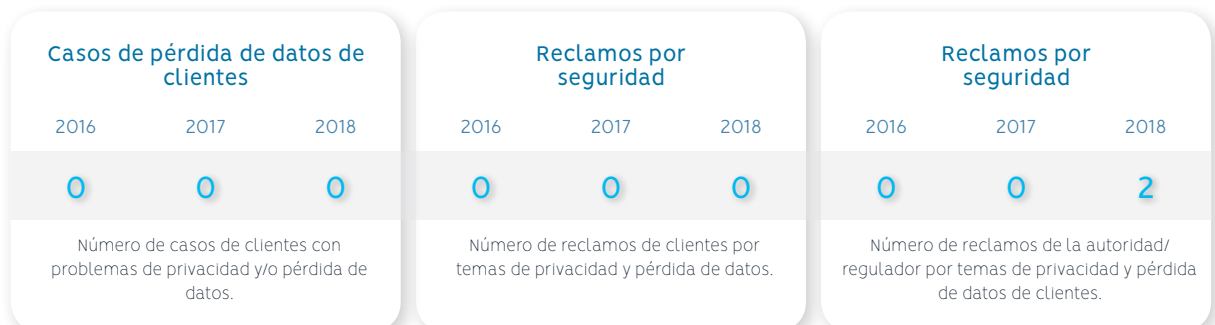 Casos de pérdida de datos de
clientes
2016 2017 2018
0 0 0
Número de casos de clientes con
problemas de privacidad y/o pérdida de
datos.
Reclamos por
seguridad
2016 2017 2018
0 0 0
Número de reclamos de clientes por
temas de privacidad y pérdida de datos.
Reclamos por
seguridad
2016 2017 2018
0 0 2
Número de reclamos de la autoridad/
regulador por temas de privacidad y pérdida
de datos de clientes.